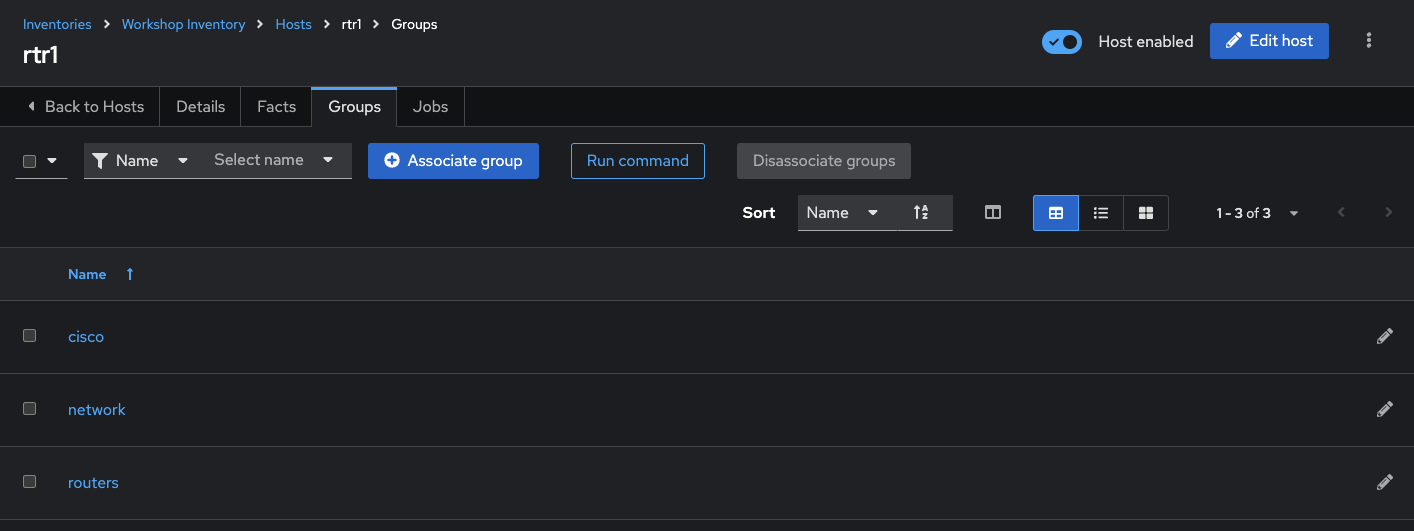 Inventories Workshop Inventory Hosts rtr1 Groups
rtr1
Host enabled Edit host
Back to Hosts Details Facts Groups Jobs
Name Select name Associate group Run command Disassociate groups
Sort Name 1 - 3 of 3
Name
cisco
network
routers